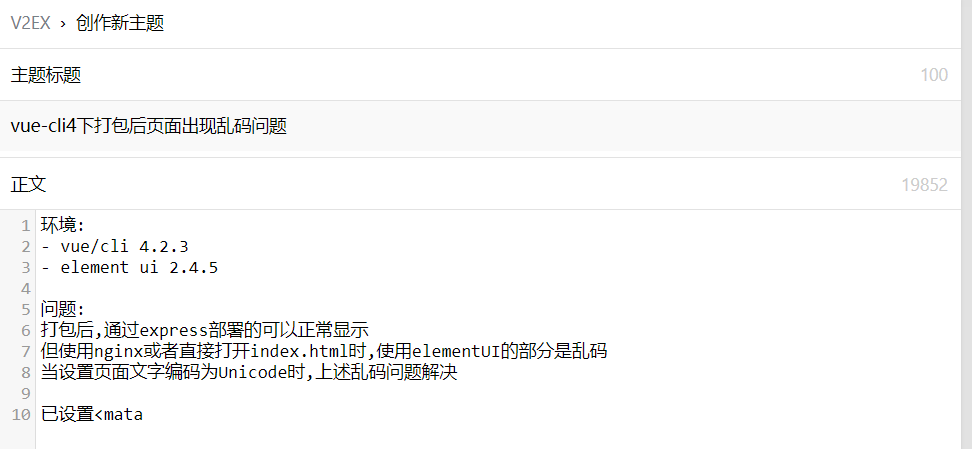 V2EX › 创作新主题
主题标题 100
vue-cli4下打包后页面出现乱码问题
正文 19852
1 环境:
2 - vue/cli 4.2.3
3 - element ui 2.4.5
4
5 问题:
6 打包后,通过express部署的可以正常显示
7 但使用nginx或者直接打开index.html时,使用elementUI的部分是乱码
8 当设置页面文字编码为Unicode时,上述乱码问题解决
9
10 已设置<mata